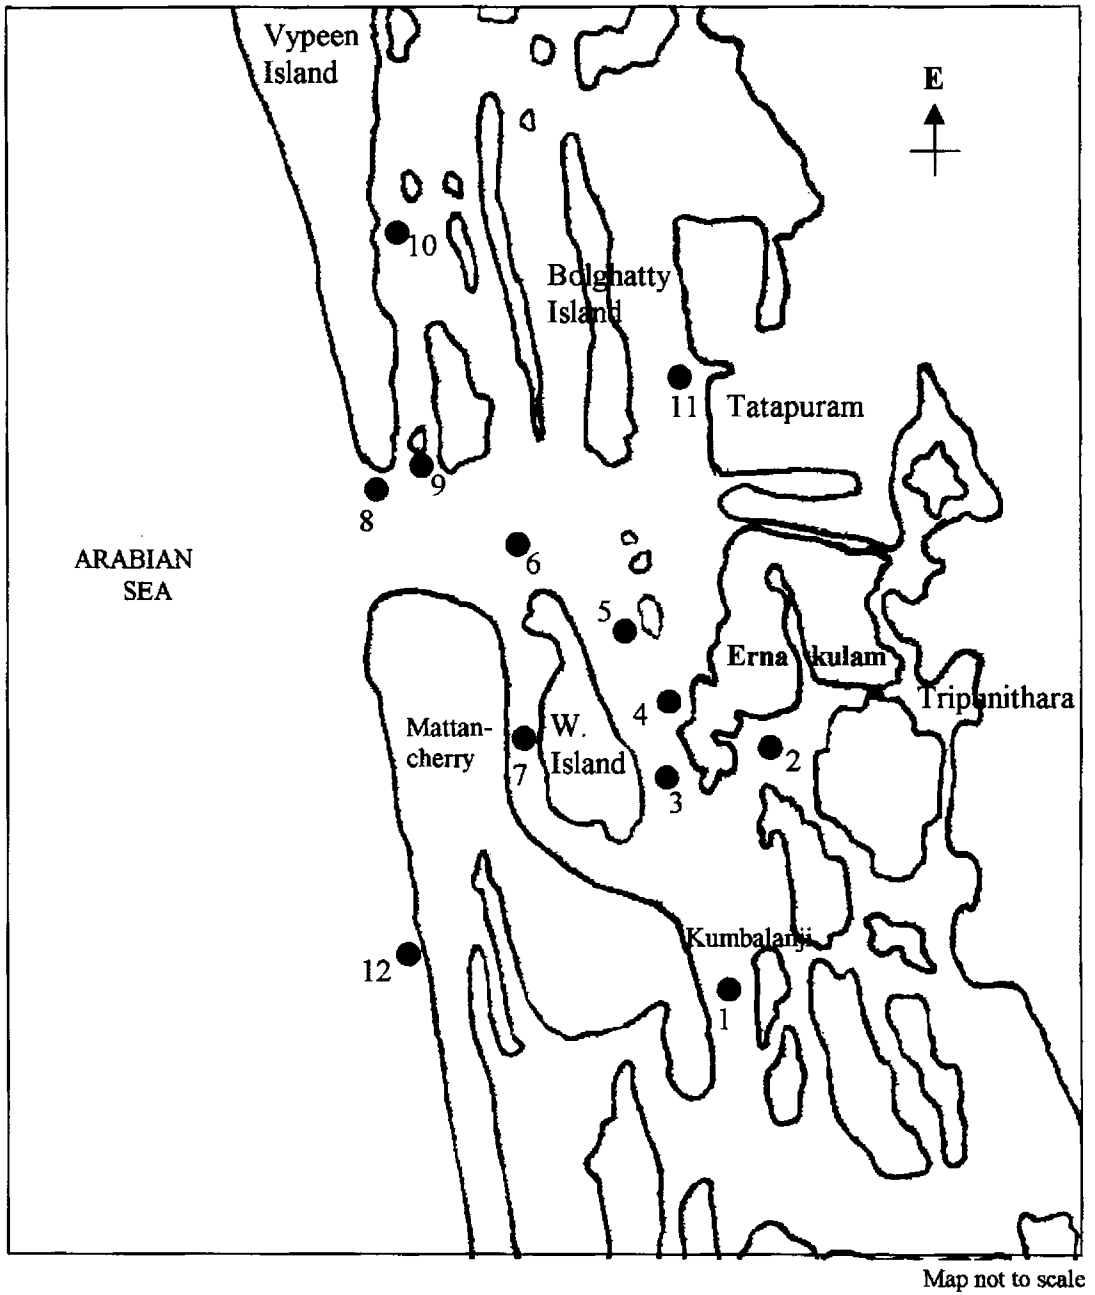 Vypeen
Island
E
10
Bolghatty
Island
11
Tatapuram
9
8
6
ARABIAN
SEA
5
Erna kulam
Tripunithara
4
Mattan-
cherry
W.
Island
7
2
3
Kumbalanji
12
1
Map not to scale